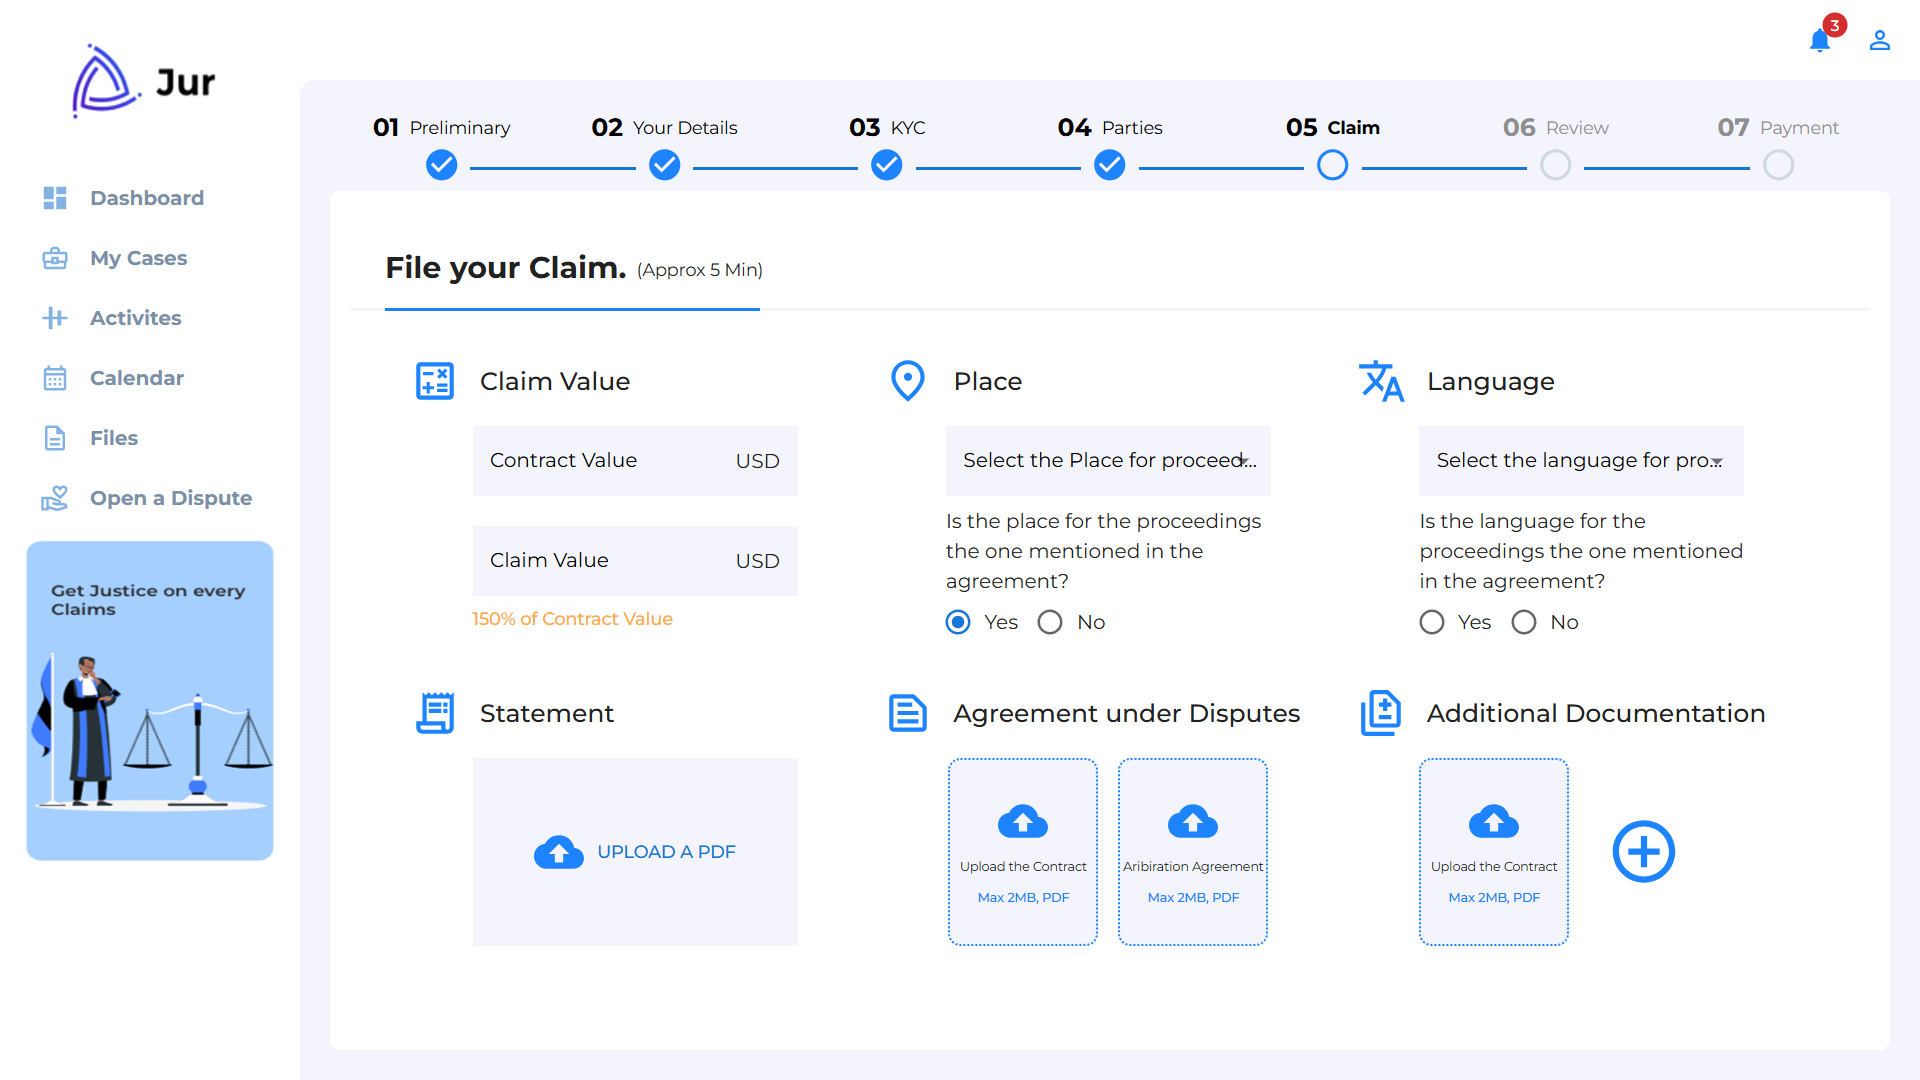 3
Jur
01 Preliminary
02 Your Details
03 KYC
04 Parties
05 Claim
06 Review
07 Payment
Dashboard
My Cases
Activites
Calendar
Files
Open a Dispute
Get Justice on every
Claims
File your Claim. (Approx 5 Min)
Claim Value
Contract Value USD
Claim Value USD
150% of Contract Value
Place
Select the Place for proceed...
Is the place for the proceedings
the one mentioned in the
agreement?
Yes No
Language
Select the language for pro...
Is the language for the
proceedings the one mentioned
in the agreement?
Yes No
Statement
UPLOAD A PDF
Agreement under Disputes
Upload the Contract
Max 2MB, PDF
Aribiration Agreement
Max 2MB, PDF
Additional Documentation
Upload the Contract
Max 2MB, PDF